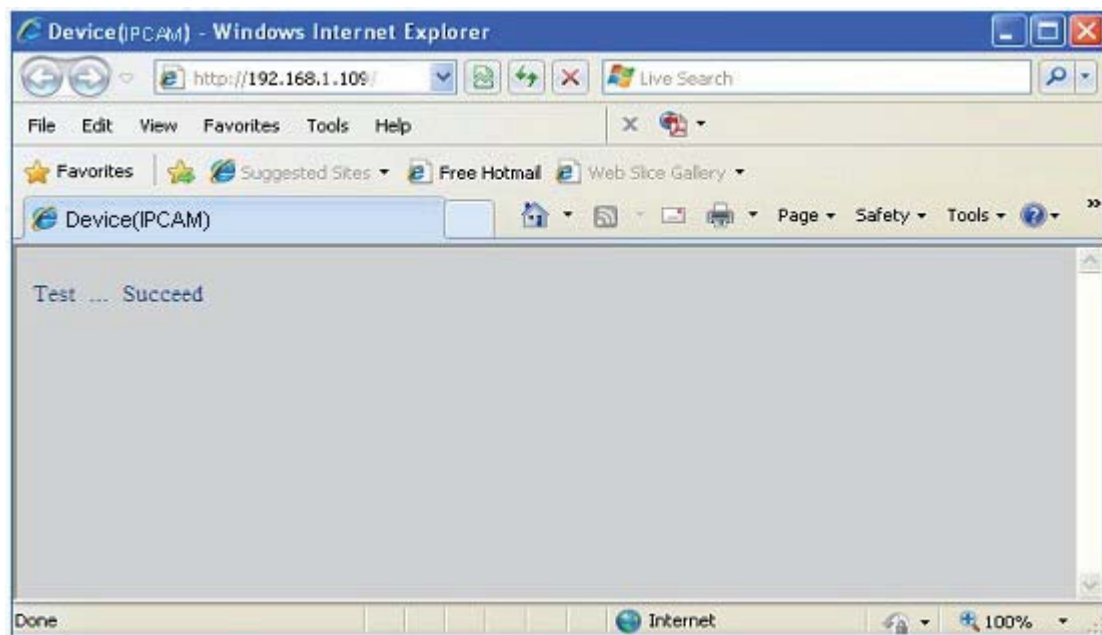 Device(IPCAM) - Windows Internet Explorer
http://192.168.1.109/
Live Search
File Edit View Favorites Tools Help
Favorites Suggested Sites Free Hotmail Web Slice Gallery
Device(IPCAM) Page Safety Tools
Test ... Succeed
Done Internet 100%